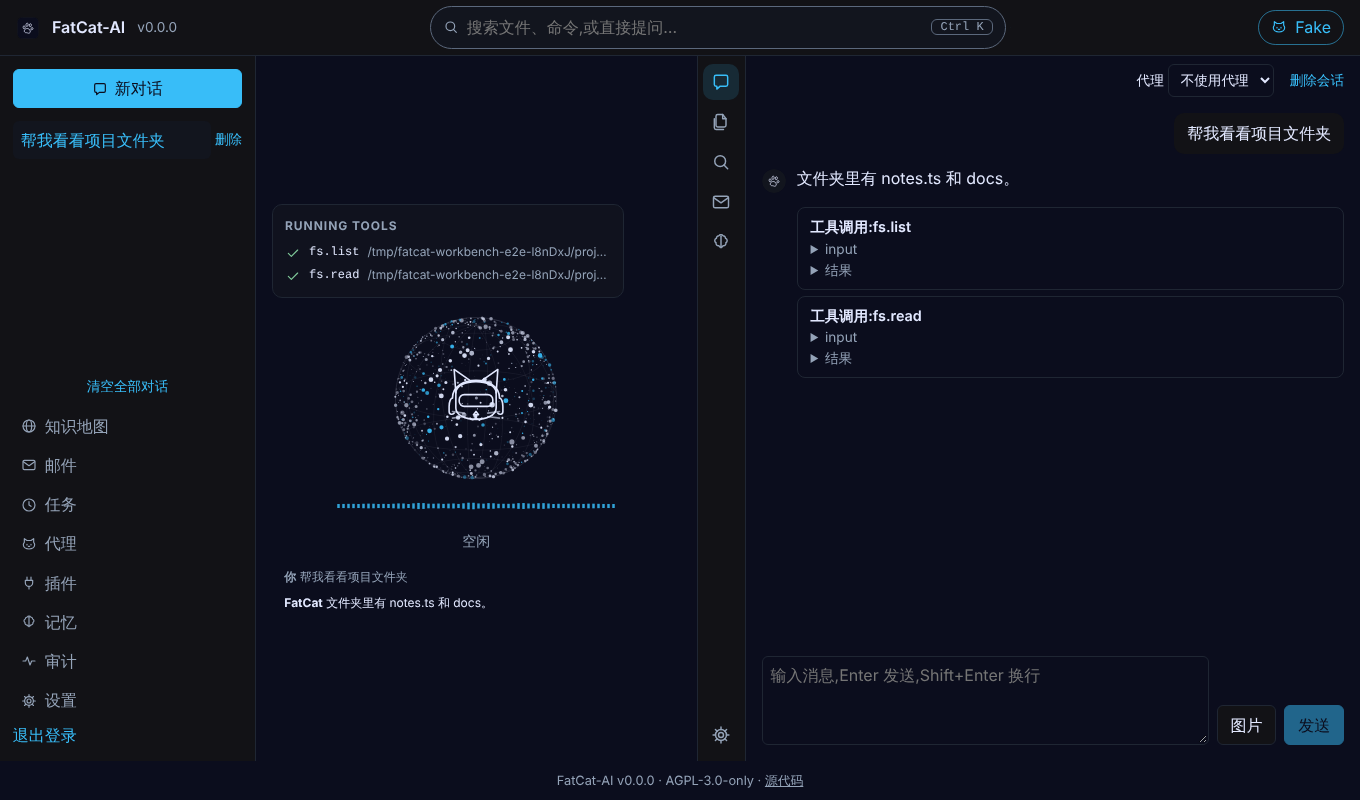 FatCat-AI v0.0.0
搜索文件、命令,或直接提问...
Ctrl K
Fake
新对话
帮我看看项目文件夹 删除
清空全部对话
知识地图
邮件
任务
代理
插件
记忆
审计
设置
退出登录
RUNNING TOOLS
fs.list /tmp/fatcat-workbench-e2e-I8nDxJ/proj...
fs.read /tmp/fatcat-workbench-e2e-I8nDxJ/proj...
空闲
你 帮我看看项目文件夹
FatCat 文件夹里有 notes.ts 和 docs。
代理 不使用代理 删除会话
帮我看看项目文件夹
文件夹里有 notes.ts 和 docs。
工具调用:fs.list
input
结果
工具调用:fs.read
input
结果
输入消息,Enter 发送,Shift+Enter 换行
图片
发送
FatCat-AI v0.0.0 · AGPL-3.0-only · 源代码